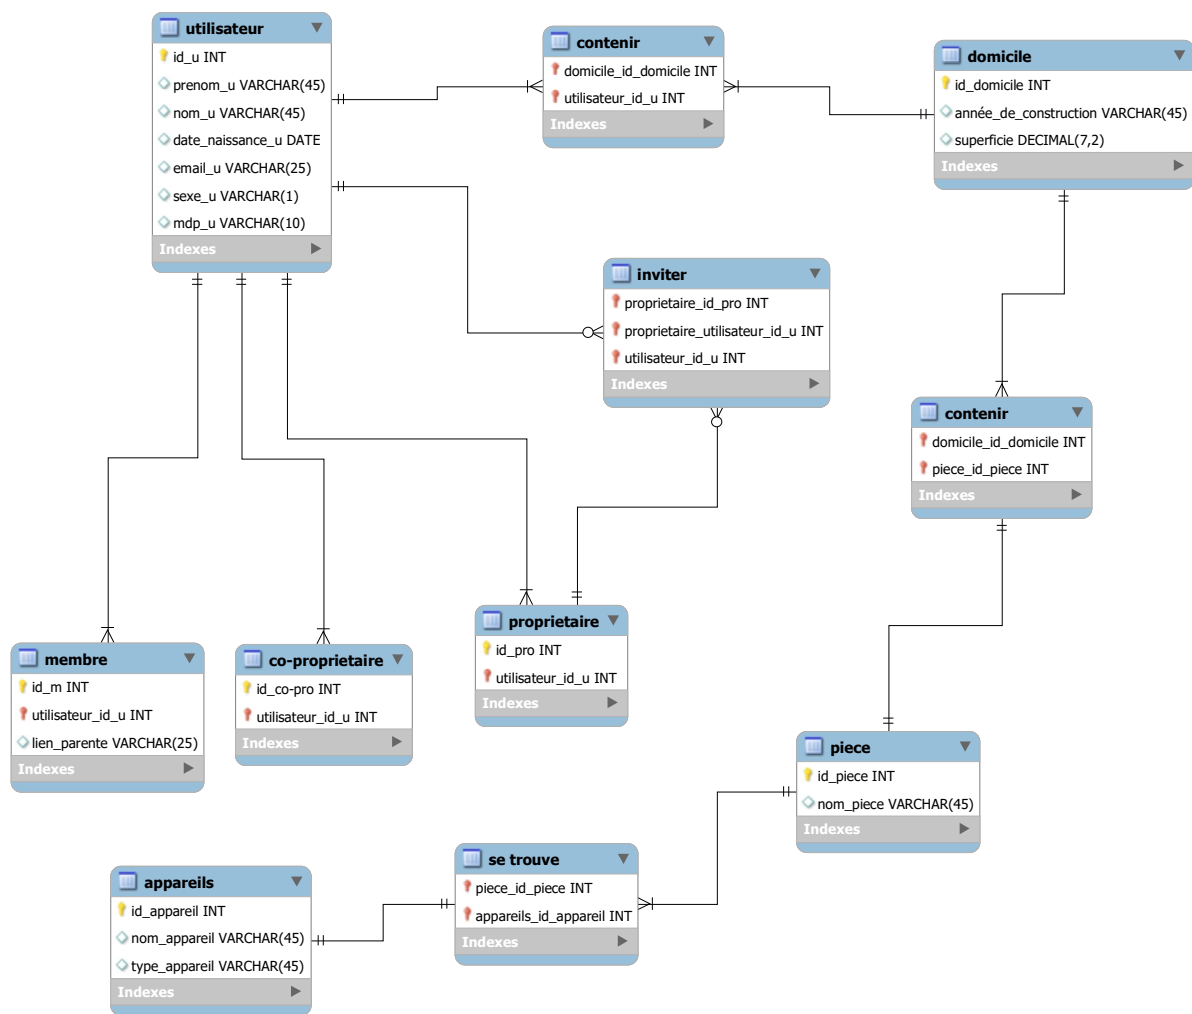 utilisateur
id_u INT
prenom_u VARCHAR(45)
nom_u VARCHAR(45)
date_naissance_u DATE
email_u VARCHAR(25)
sexe_u VARCHAR(1)
mdp_u VARCHAR(10)
Indexes
contenir
domicile_id_domicile INT
utilisateur_id_u INT
Indexes
domicile
id_domicile INT
année_de_construction VARCHAR(45)
superficie DECIMAL(7,2)
Indexes
inviter
proprietaire_id_pro INT
proprietaire_utilisateur_id_u INT
utilisateur_id_u INT
Indexes
contenir
domicile_id_domicile INT
piece_id_piece INT
Indexes
membre
id_m INT
utilisateur_id_u INT
lien_parente VARCHAR(25)
Indexes
co-proprietaire
id_co-pro INT
utilisateur_id_u INT
Indexes
proprietaire
id_pro INT
utilisateur_id_u INT
Indexes
piece
id_piece INT
nom_piece VARCHAR(45)
Indexes
appareils
id_appareil INT
nom_appareil VARCHAR(45)
type_appareil VARCHAR(45)
Indexes
se trouve
piece_id_piece INT
appareils_id_appareil INT
Indexes